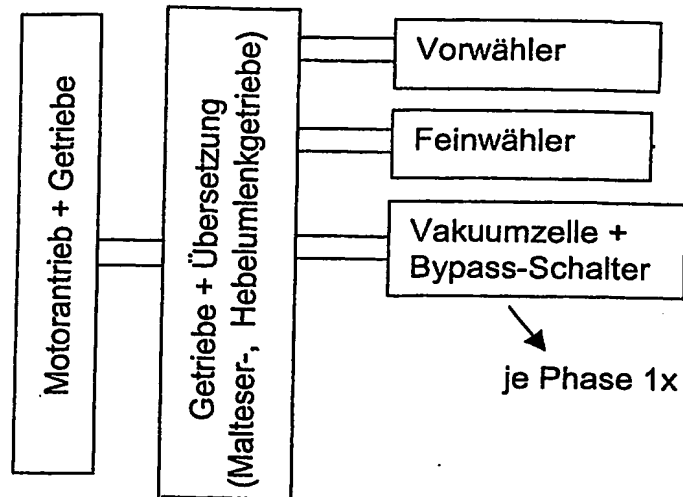 Motorantrieb + Getriebe
Getriebe + Übersetzung
(Malteser-, Hebelumlenkgetriebe)
Vorwähler
Feinwähler
Vakuumzelle +
Bypass-Schalter
je Phase 1x